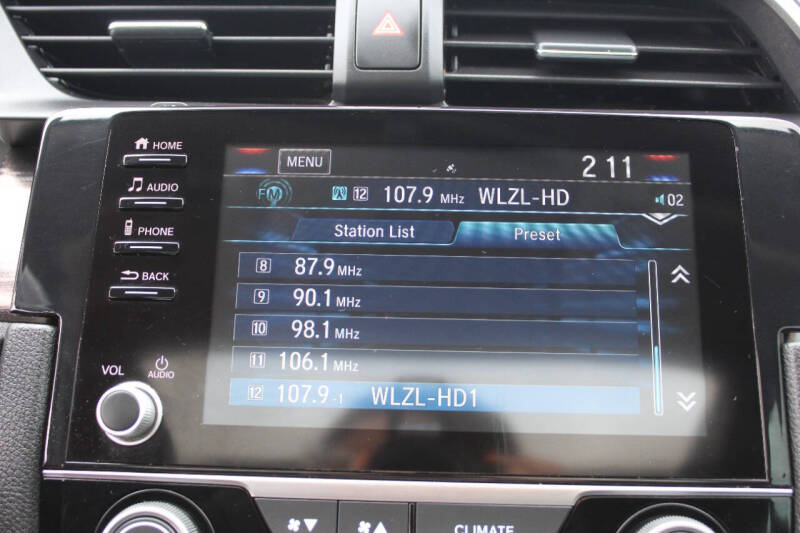 HOME
AUDIO
PHONE
BACK
VOL
AUDIO
MENU
2 11
FM 12 107.9 MHz WLZL-HD
02
Station List
Preset
8 87.9 MHz
9 90.1 MHz
10 98.1 MHz
11 106.1 MHz
12 107.9-1 WLZL-HD1
CLIMATE